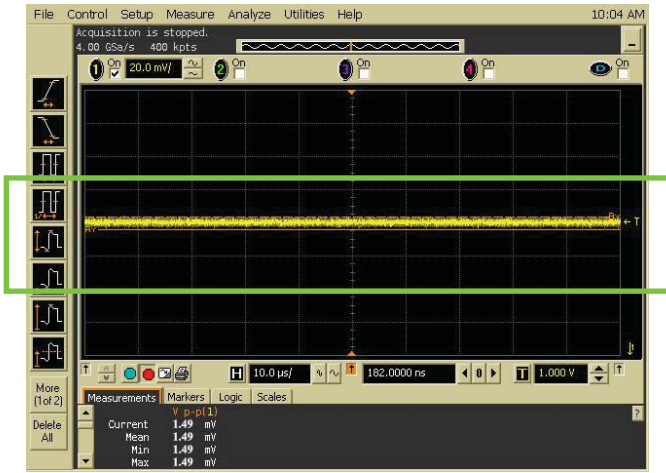 File Control Setup Measure Analyze Utilities Help 10:04 AM
Acquisition is stopped.
4.00 GSa/s 400 kpts
1 On 20.0 mV/ 2 On 3 On 4 On D On
T
H 10.0 µs/ 182.0000 ns 0 T 1.000 V
More
(1of 2)
Delete
All
Measurements Markers Logic Scales
V p-p(1) ?
Current 1.49 mV
Mean 1.49 mV
Min 1.49 mV
Max 1.49 mV